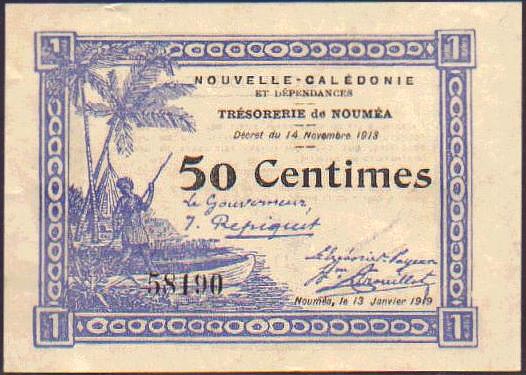 1 1
NOUVELLE-CALÉDONIE
ET DÉPENDANCES
TRÉSORERIE de NOUMÉA
Décret du 14 Novembre 1918
50 Centimes
Le Gouverneur,
J. Repiquet
58190
Nouméa, le 13 Janvier 1919
1 1